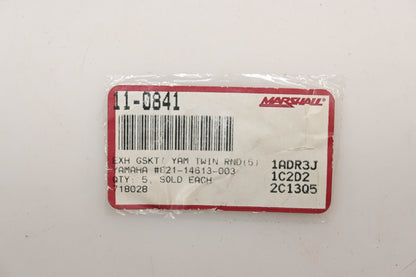 11-0841
MARSHALL
EXH GSKT( YAM TWIN RND(5)
YAMAHA #621-14613-003
QTY: 5, SOLD EACH
718028
1ADR3J
1C2D2
2C13Q5